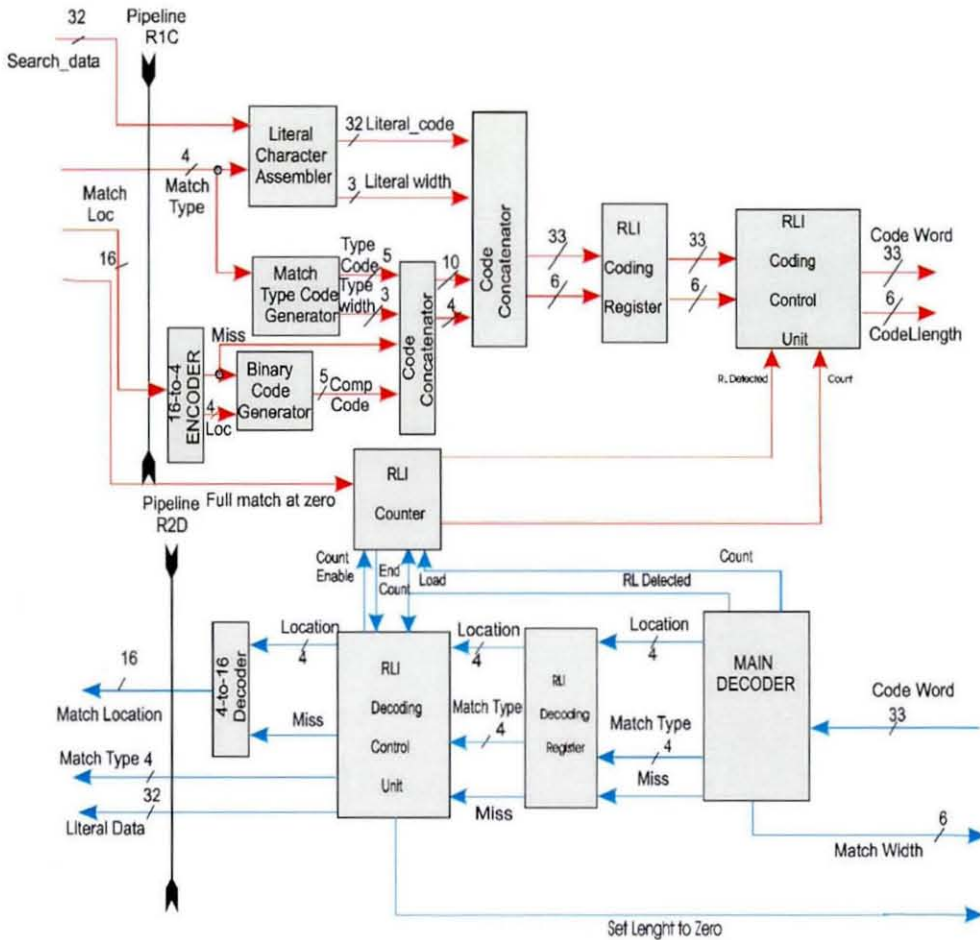 32
Pipeline
R1C
Search_data
Literal
Character
Assembler
32 Literal_code
3 Literal width
4
Match
Type
Match
Loc
16
Match
Type Code
Generator
Type
Code 5
Type
width 3
10
4
Code
Concatenator
Code
Concatenator
33
6
RLI
Coding
Register
33
6
RLI
Coding
Control
Unit
Code Word
33
6
CodeLlength
RL Detected
Count
Miss
16-to-4
ENCODER
4
Loc
Binary
Code
Generator
5 Comp
Code
Full match at zero
RLI
Counter
Pipeline
R2D
Count
Enable
End
Count
Load
Count
RL Detected
16
Match Location
4-to-16
Decoder
Location
4
Miss
RLI
Decoding
Control
Unit
Location
4
Match Type
4
Miss
RLI
Decoding
Register
Location
4
Match Type
4
Miss
MAIN
DECODER
Code Word
33
Match Type 4
32
Literal Data
6
Match Width
Set Lenght to Zero